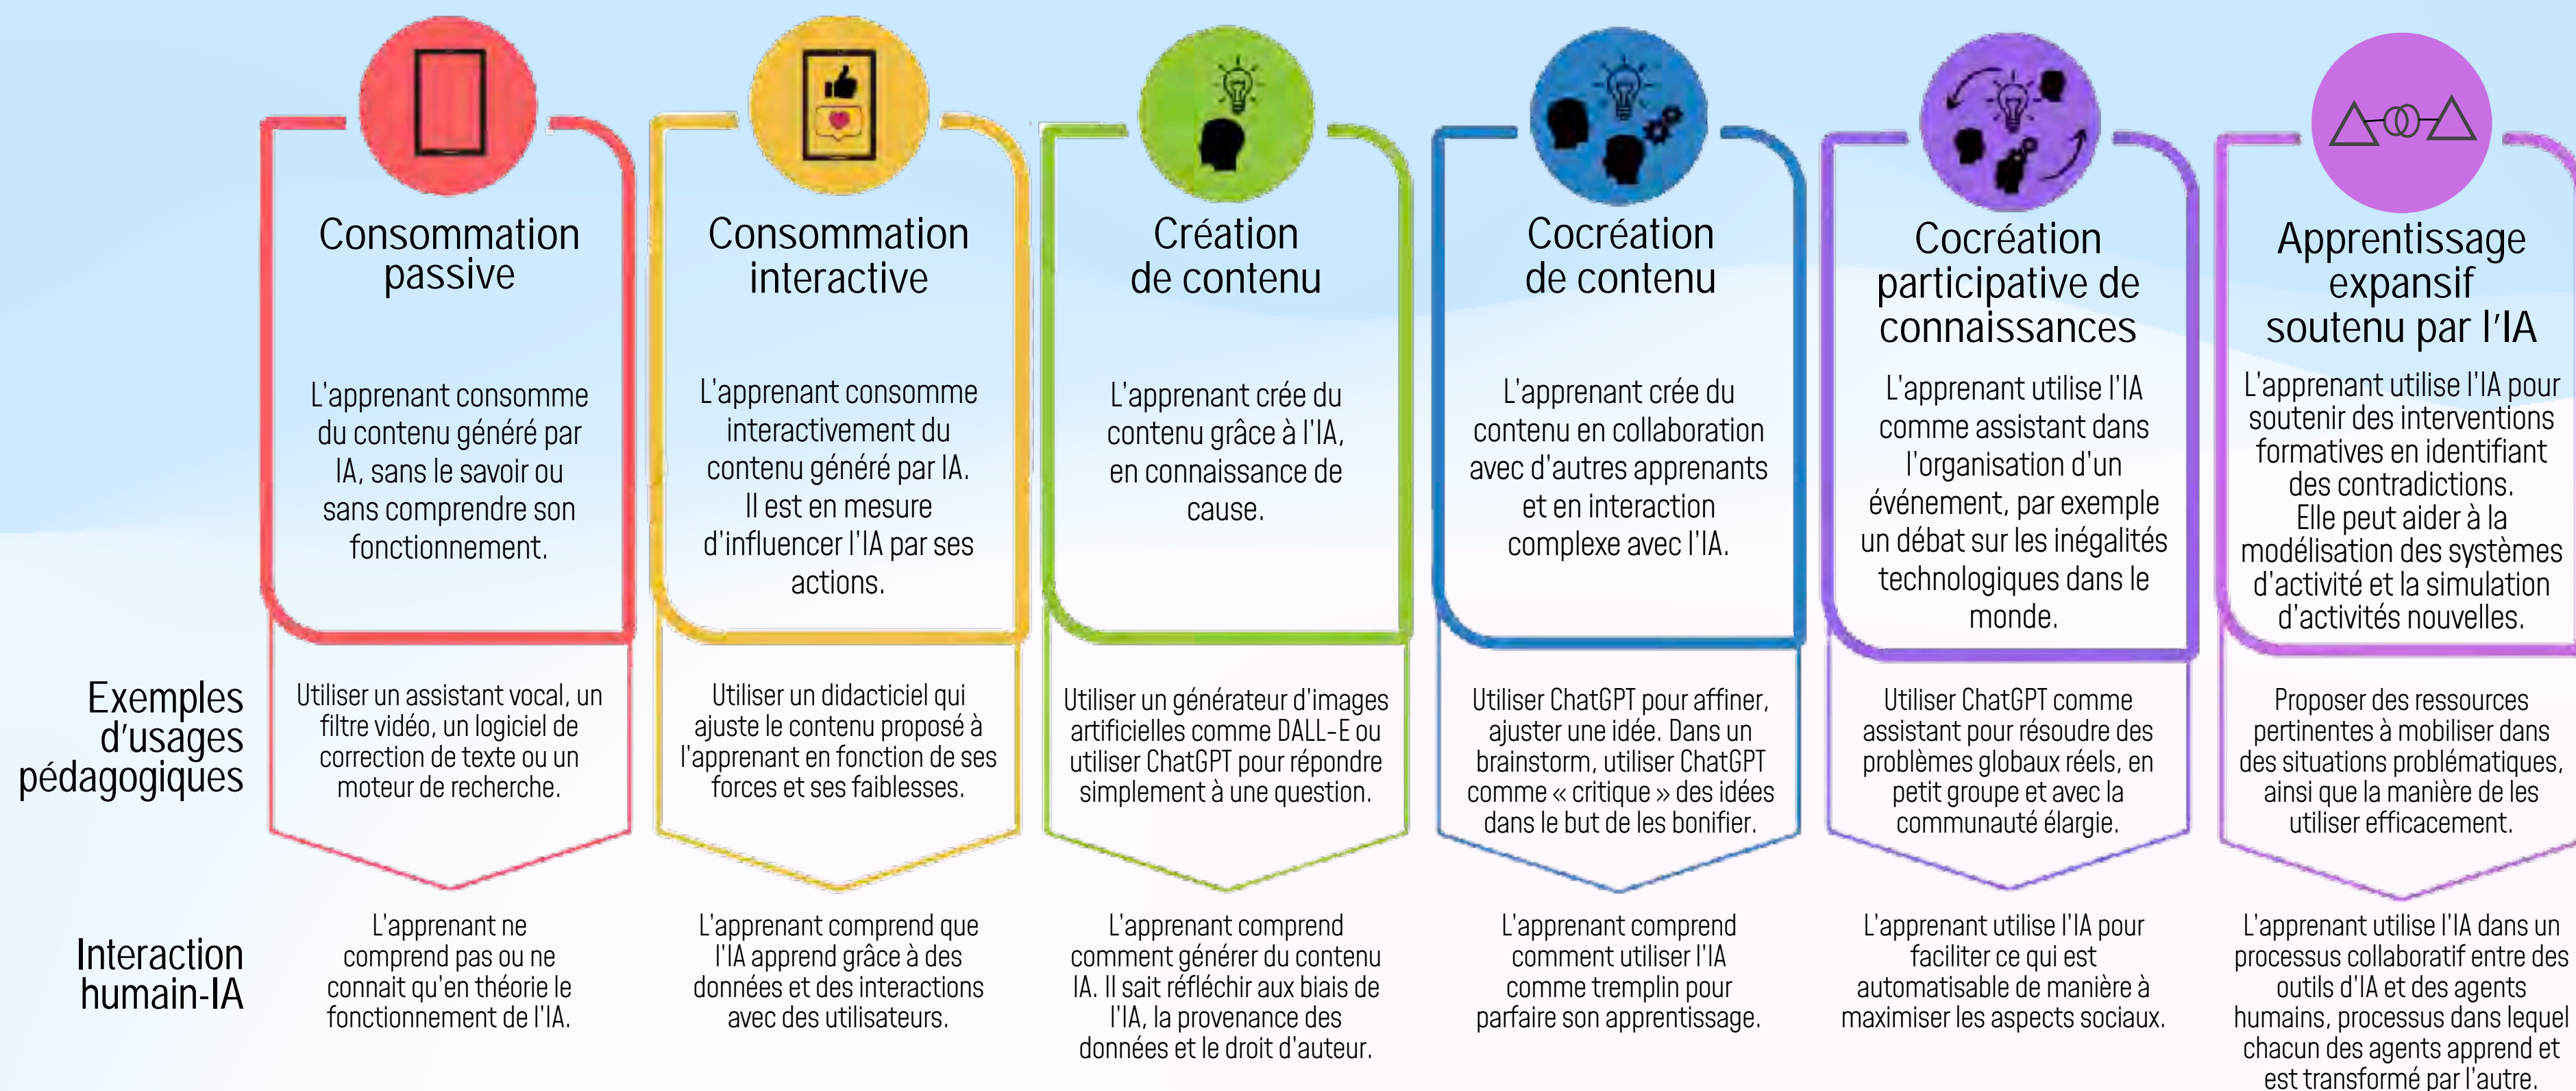 Consommation
passive
L'apprenant consomme
du contenu généré par
IA, sans le savoir ou
sans comprendre son
fonctionnement.
Consommation
interactive
L'apprenant consomme
interactivement du
contenu généré par IA.
Il est en mesure
d'influencer l'IA par ses
actions.
Création
de contenu
L'apprenant crée du
contenu grâce à l'IA,
en connaissance de
cause.
Cocréation
de contenu
L'apprenant crée du
contenu en collaboration
avec d'autres apprenants
et en interaction
complexe avec l'IA.
Cocréation
participative de
connaissances
L'apprenant utilise l'IA
comme assistant dans
l'organisation d'un
événement, par exemple
un débat sur les inégalités
technologiques dans le
monde.
Apprentissage
expansif
soutenu par l'IA
L'apprenant utilise l'IA pour
soutenir des interventions
formatives en identifiant
des contradictions.
Elle peut aider à la
modélisation des systèmes
d'activité et la simulation
d'activités nouvelles.
Exemples
d'usages
pédagogiques
Utiliser un assistant vocal, un
filtre vidéo, un logiciel de
correction de texte ou un
moteur de recherche.
Utiliser un didacticiel qui
ajuste le contenu proposé à
l'apprenant en fonction de ses
forces et ses faiblesses.
Utiliser un générateur d'images
artificielles comme DALL-E ou
utiliser ChatGPT pour répondre
simplement à une question.
Utiliser ChatGPT pour affiner,
ajuster une idée. Dans un
brainstorm, utiliser ChatGPT
comme « critique » des idées
dans le but de les bonifier.
Utiliser ChatGPT comme
assistant pour résoudre des
problèmes globaux réels, en
petit groupe et avec la
communauté élargie.
Proposer des ressources
pertinentes à mobiliser dans
des situations problématiques,
ainsi que la manière de les
utiliser efficacement.
Interaction
humain-IA
L'apprenant ne
comprend pas ou ne
connait qu'en théorie le
fonctionnement de l'IA.
L'apprenant comprend que
l'IA apprend grâce à des
données et des interactions
avec des utilisateurs.
L'apprenant comprend
comment générer du contenu
IA. Il sait réfléchir aux biais de
l'IA, la provenance des
données et le droit d'auteur.
L'apprenant comprend
comment utiliser l'IA
comme tremplin pour
parfaire son apprentissage.
L'apprenant utilise l'IA pour
faciliter ce qui est
automatisable de manière à
maximiser les aspects sociaux.
L'apprenant utilise l'IA dans un
processus collaboratif entre des
outils d'IA et des agents
humains, processus dans lequel
chacun des agents apprend et
est transformé par l'autre.